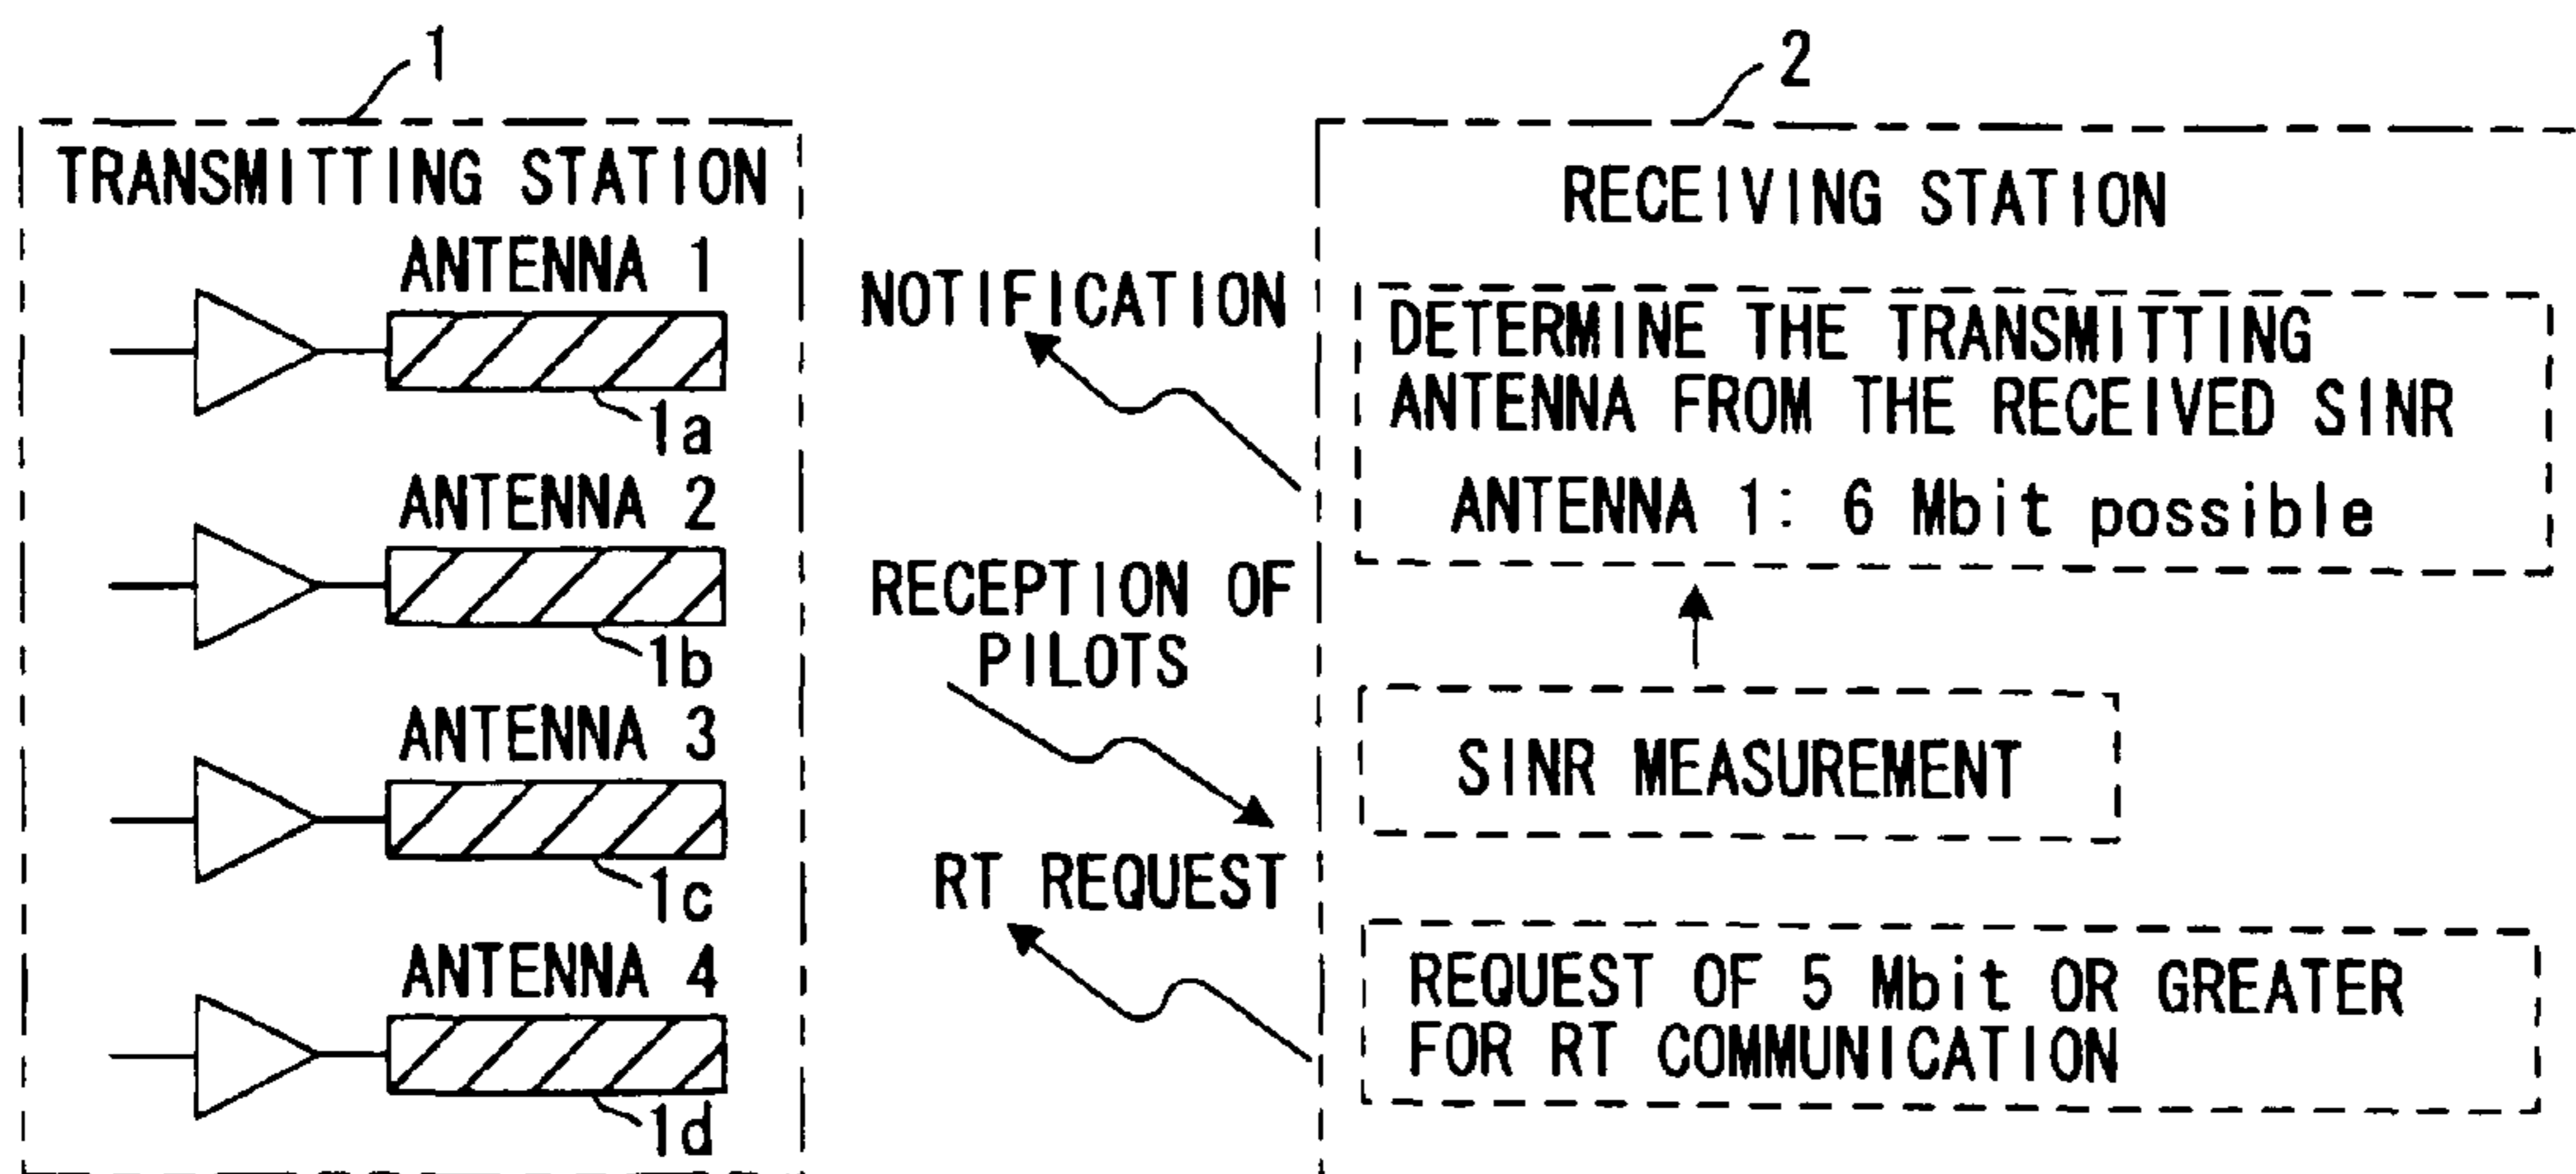 1
TRANSMITTING STATION
ANTENNA 1
1a
ANTENNA 2
1b
ANTENNA 3
1c
ANTENNA 4
1d
NOTIFICATION
RECEPTION OF
PILOTS
RT REQUEST
2
RECEIVING STATION
DETERMINE THE TRANSMITTING
ANTENNA FROM THE RECEIVED SINR
ANTENNA 1: 6 Mbit possible
SINR MEASUREMENT
REQUEST OF 5 Mbit OR GREATER
FOR RT COMMUNICATION